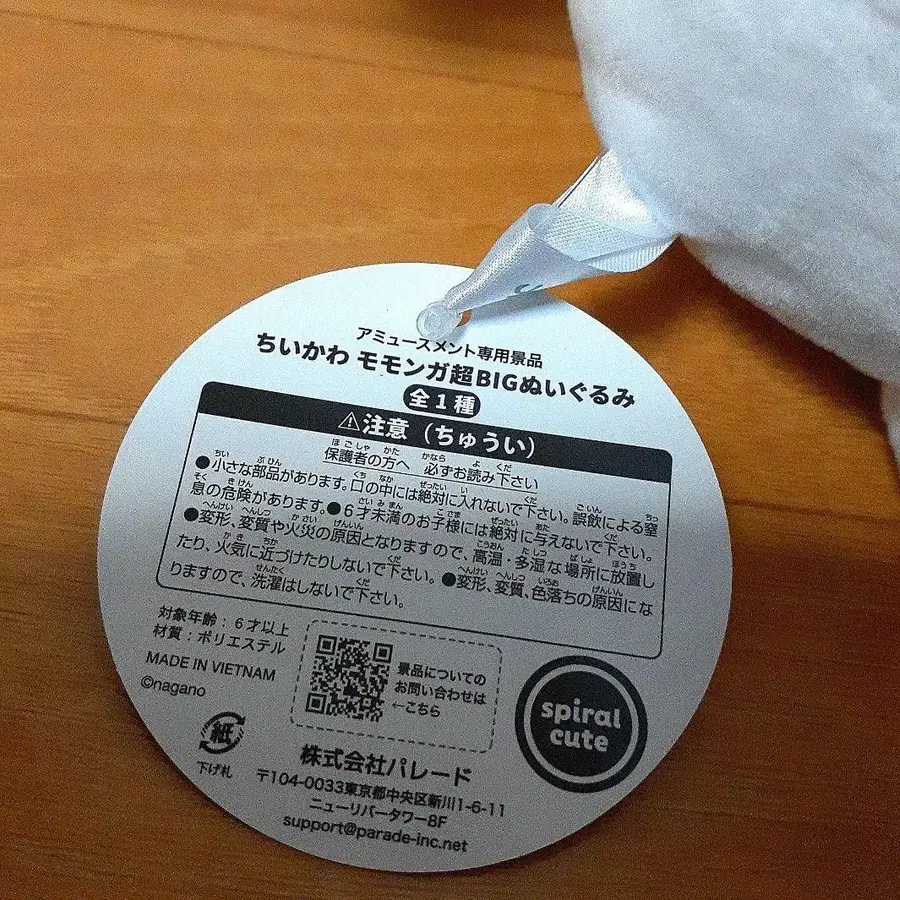 アミューズメント専用景品
ちいかわ モモンガ超BIGぬいぐるみ
全1種
⚠注意（ちゅうい）
保護者の方へ 必ずお読み下さい
●小さな部品があります。口の中には絶対に入れないで下さい。誤飲による窒
息の危険があります。●6才未満のお子様には絶対に与えないで下さい。
●変形、変質や火災の原因となりますので、高温・多湿な場所に放置し
たり、火気に近づけたりしないで下さい。●変形、変質、色落ちの原因にな
りますので、洗濯はしないで下さい。
対象年齢：6才以上
材質：ポリエステル
MADE IN VIETNAM
©nagano
景品についての
お問い合わせは
←こちら
spiral
cute
紙
下げ札
株式会社パレード
〒104-0033東京都中央区新川1-6-11
ニューリバータワー8F
support@parade-inc.net